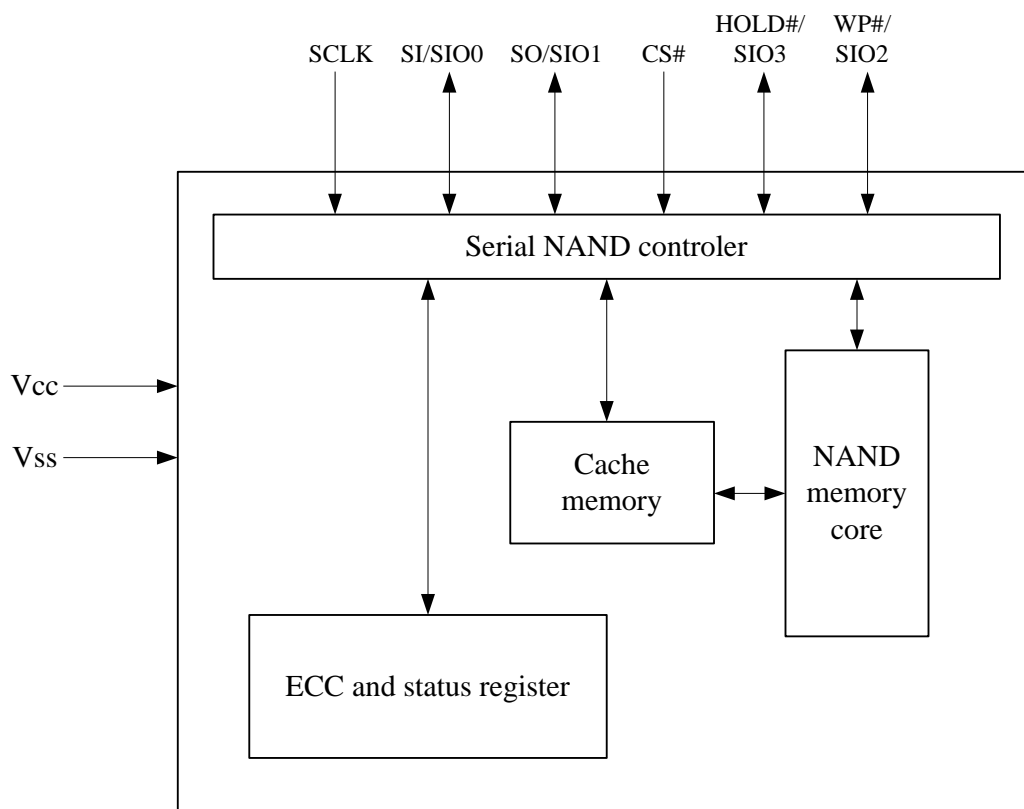 HOLD#/ WP#/
SCLK SI/SIO0 SO/SIO1 CS# SIO3 SIO2
Serial NAND controler
Vcc
Vss
Cache
memory
NAND
memory
core
ECC and status register